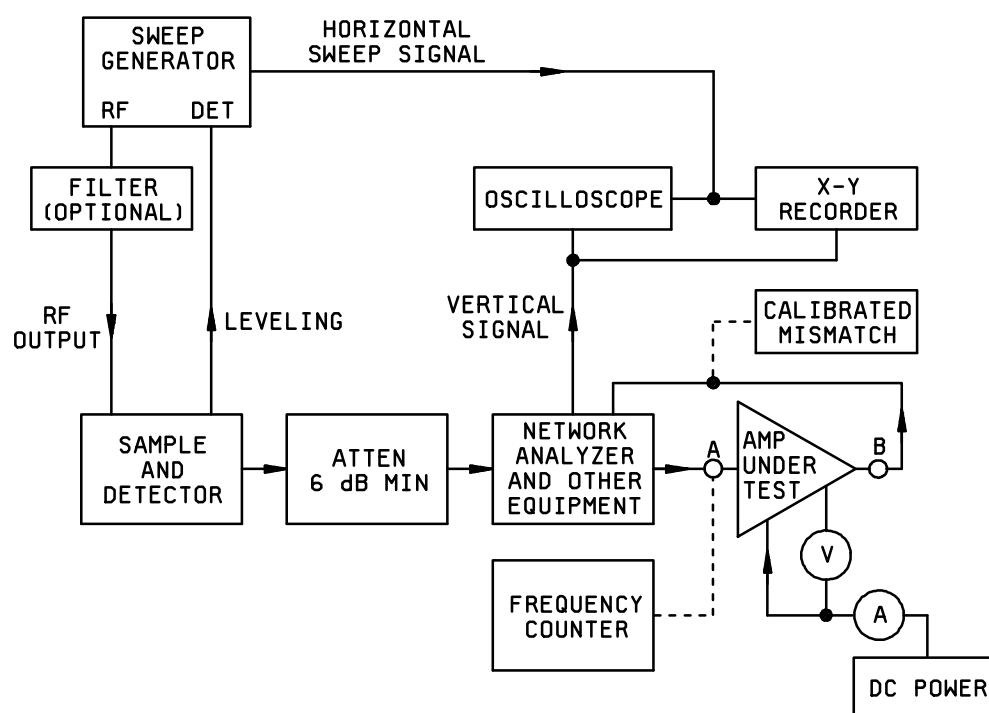 SWEEP
GENERATOR
RF DET
HORIZONTAL
SWEEP SIGNAL
FILTER
(OPTIONAL)
OSCILLOSCOPE
X-Y
RECORDER
RF
OUTPUT
LEVELING
VERTICAL
SIGNAL
CALIBRATED
MISMATCH
SAMPLE
AND
DETECTOR
ATTEN
6 dB MIN
NETWORK
ANALYZER
AND OTHER
EQUIPMENT
A
AMP
UNDER
TEST
B
V
FREQUENCY
COUNTER
A
DC POWER